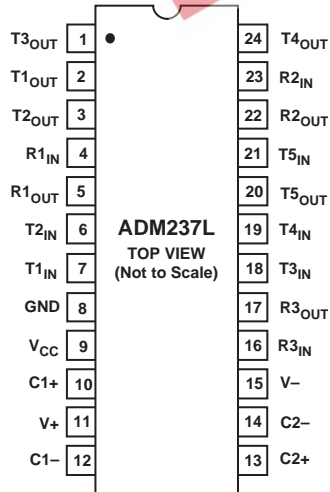 T3OUT 1 24 T4OUT
T1OUT 2 23 R2IN
T2OUT 3 22 R2OUT
R1IN 4 21 T5IN
R1OUT 5 20 T5OUT
T2IN 6 ADM237L 19 T4IN
TOP VIEW
T1IN 7 (Not to Scale) 18 T3IN
GND 8 17 R3OUT
VCC 9 16 R3IN
C1+ 10 15 V–
V+ 11 14 C2–
C1– 12 13 C2+